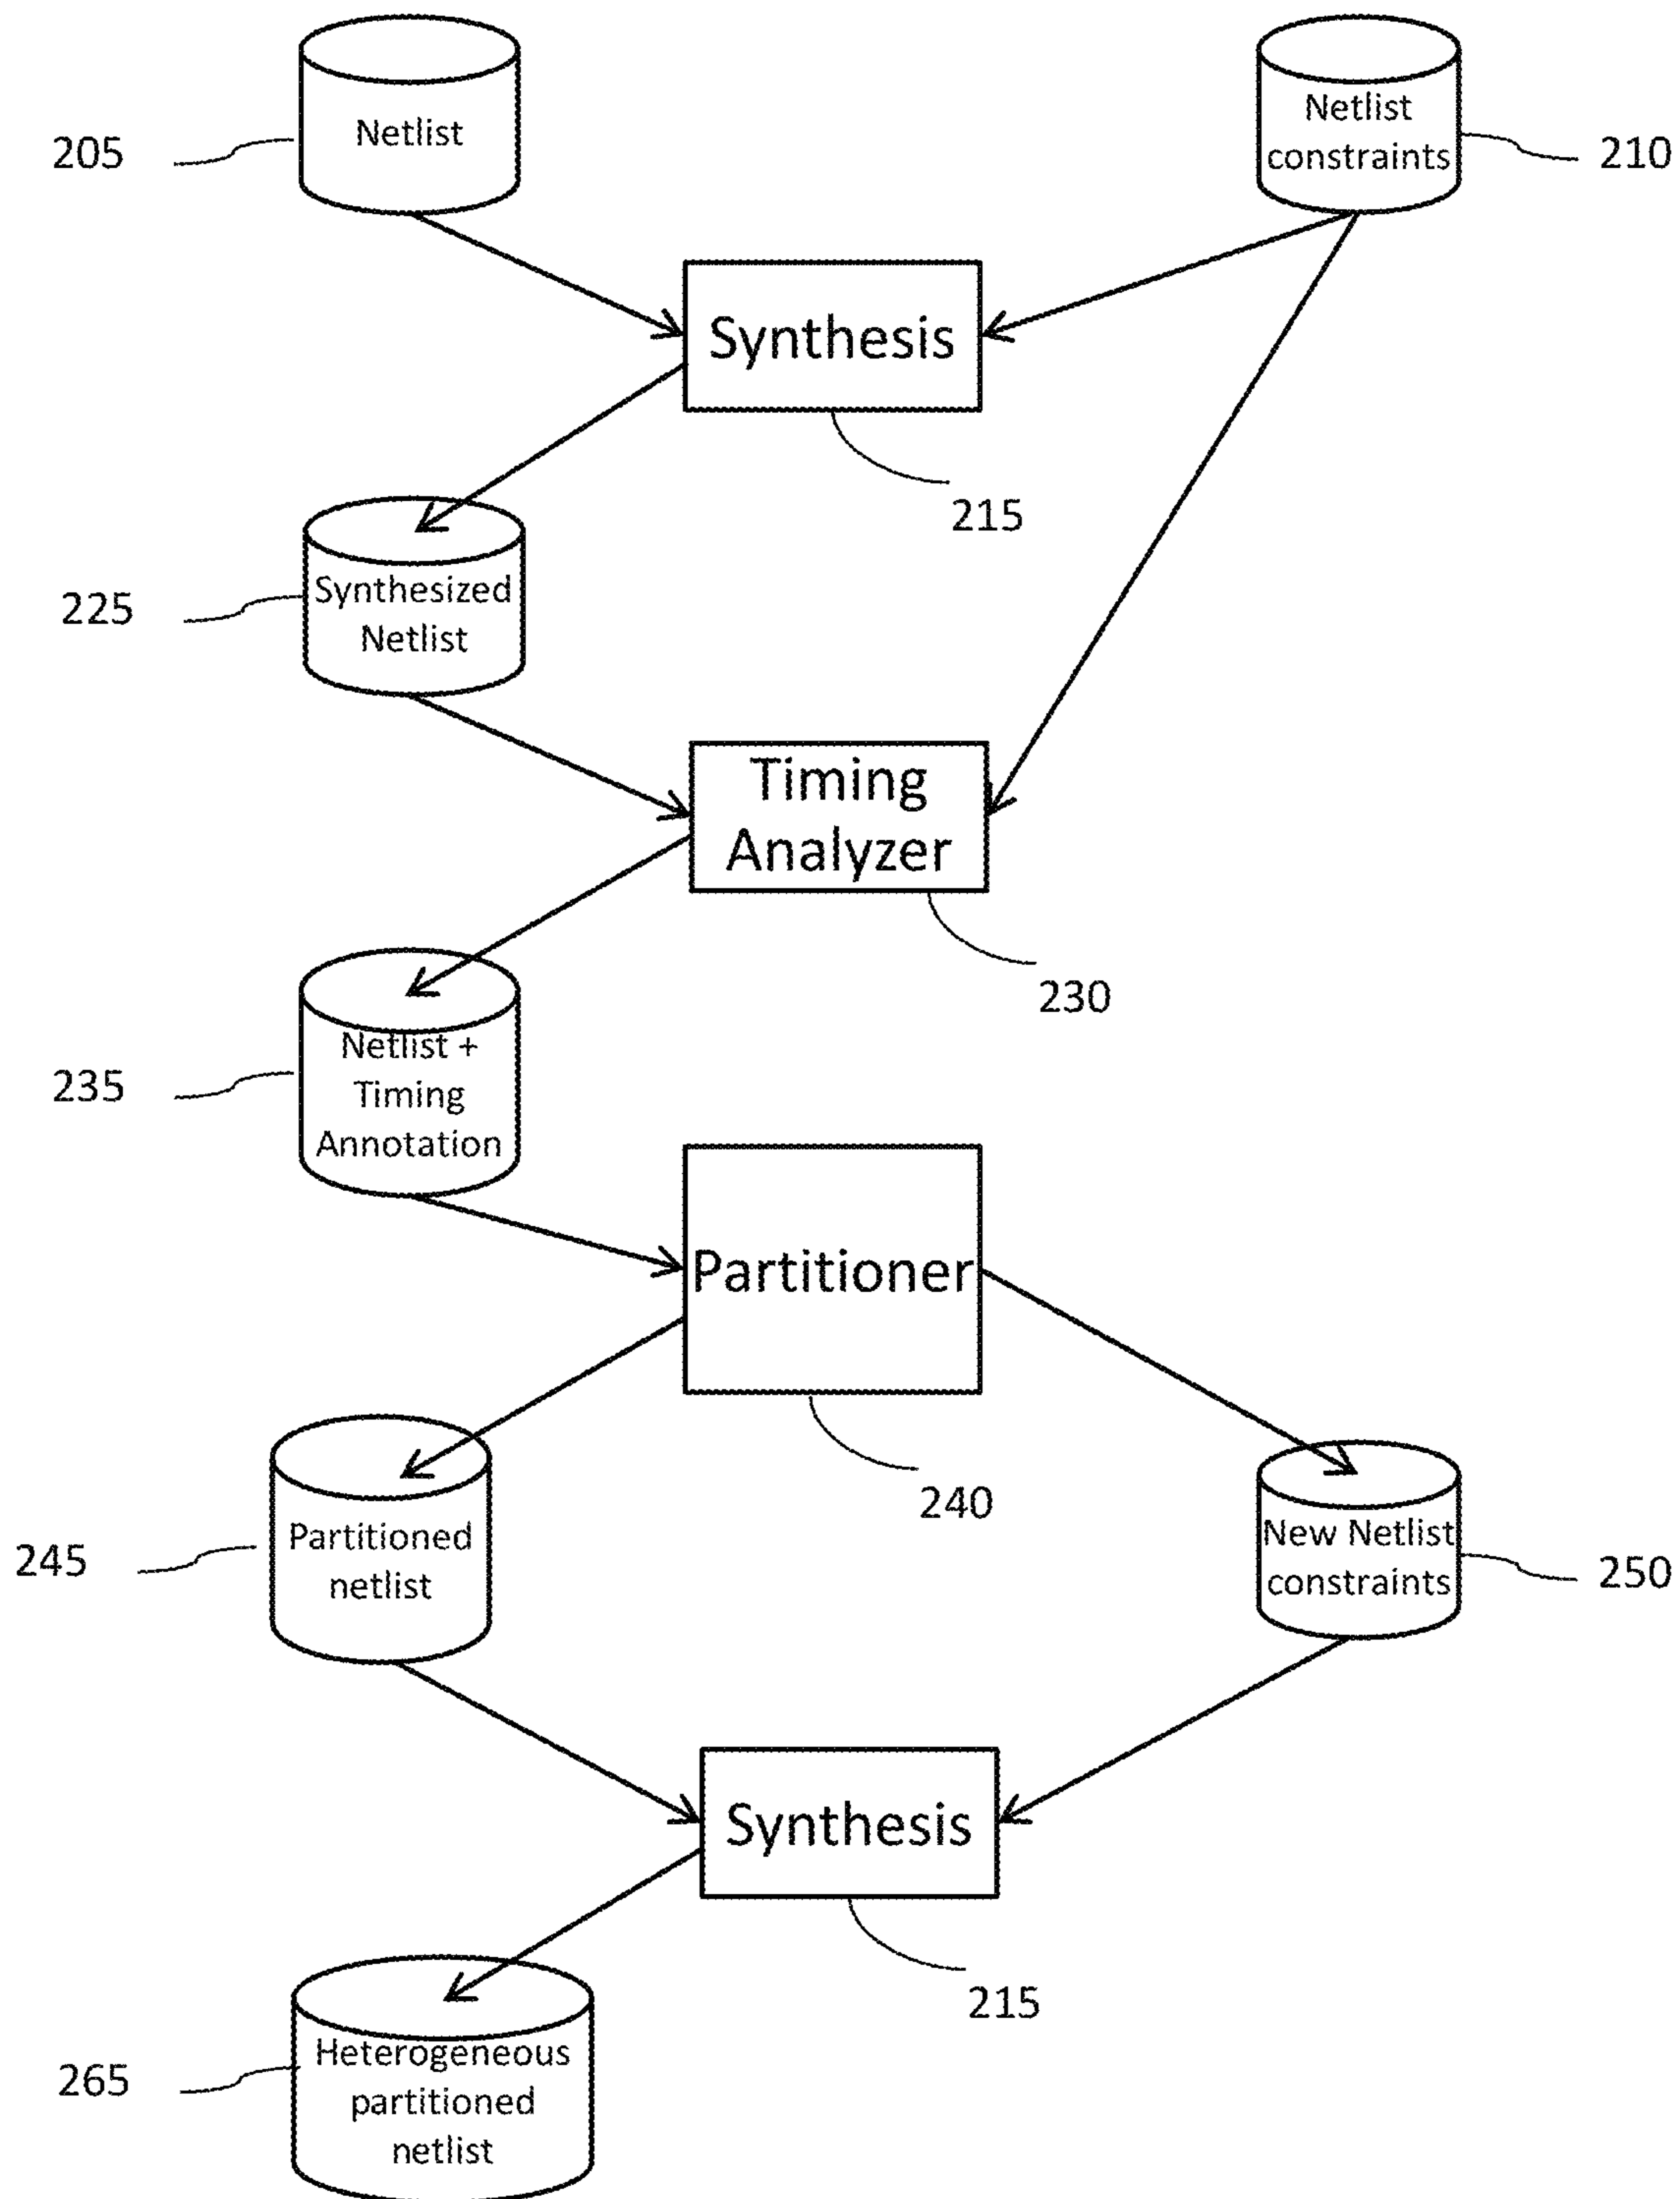 Netlist
205
Netlist
constraints
210
Synthesis
215
Synthesized
Netlist
225
Timing
Analyzer
230
Netlist +
Timing
Annotation
235
Partitioner
240
Partitioned
netlist
245
New Netlist
constraints
250
Synthesis
215
Heterogeneous
partitioned
netlist
265